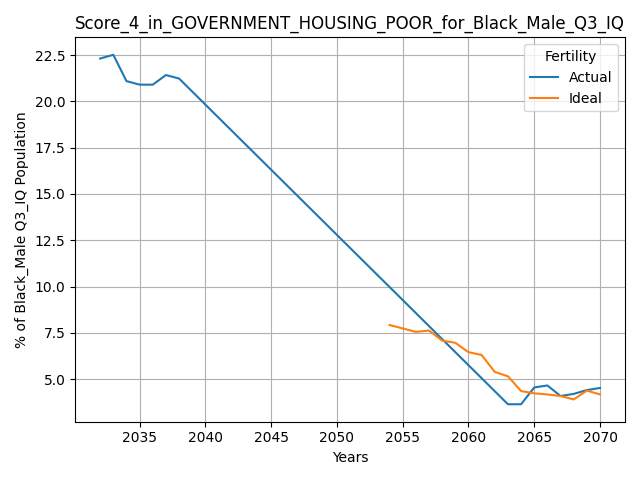 Score_4_in_GOVERNMENT_HOUSING_POOR_for_Black_Male_Q3_IQ
Fertility
Actual
Ideal
% of Black_Male Q3_IQ Population
22.5
20.0
17.5
15.0
12.5
10.0
7.5
5.0
2035 2040 2045 2050 2055 2060 2065 2070
Years